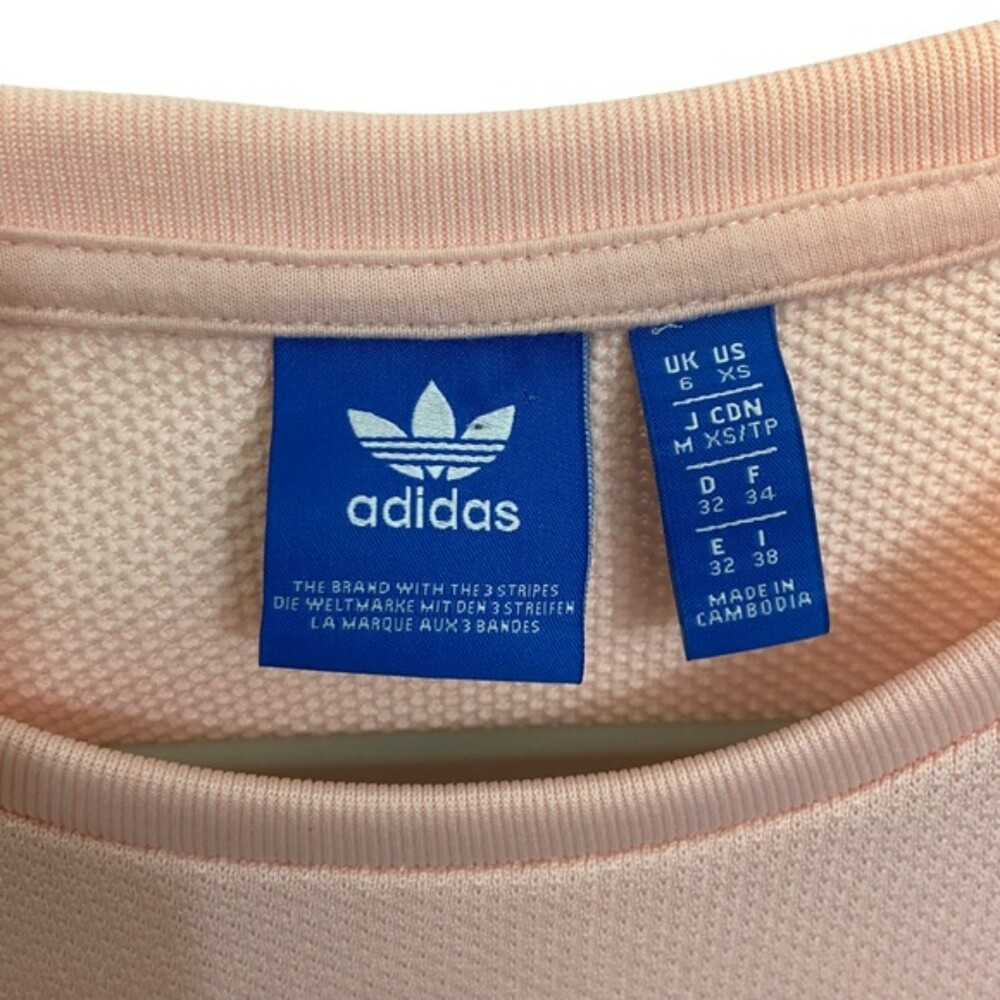 adidas
THE BRAND WITH THE 3 STRIPES
DIE WELTMARKE MIT DEN 3 STREIFEN
LA MARQUE AUX 3 BANDES
UK US
6 XS
J CDN
M XS/TP
D F
32 34
E I
32 38
MADE IN
CAMBODIA